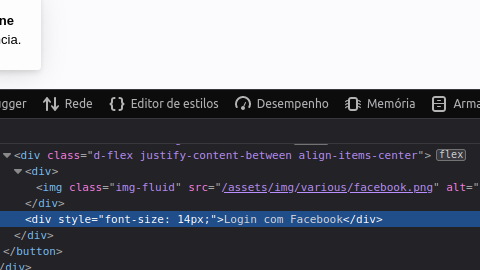 ne
cia.
gger Rede Editor de estilos Desempenho Memória Arma
<div class="d-flex justify-content-between align-items-center"> flex
<div>
<img class="img-fluid" src="/assets/img/various/facebook.png" alt="
</div>
<div style="font-size: 14px;">Login com Facebook</div>
</div>
</button>
/div>